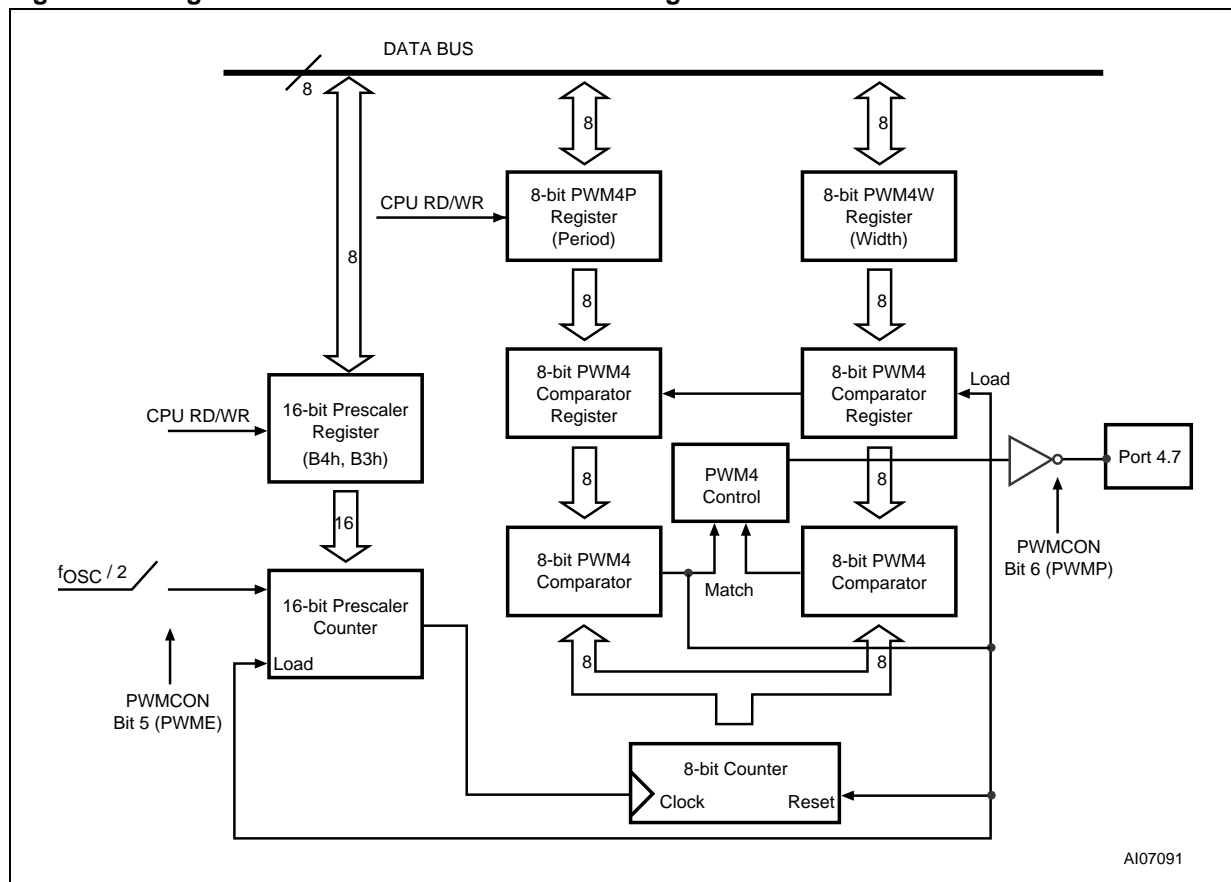 DATA BUS
8
8
8
CPU RD/WR
8-bit PWM4P
Register
(Period)
8-bit PWM4W
Register
(Width)
8
8
8
CPU RD/WR
16-bit Prescaler
Register
(B4h, B3h)
8-bit PWM4
Comparator
Register
8-bit PWM4
Comparator
Register
Load
Port 4.7
PWM4
Control
8
8
16
PWMCON
Bit 6 (PWMP)
fOSC / 2
16-bit Prescaler
Counter
Load
8-bit PWM4
Comparator
Match
8-bit PWM4
Comparator
8
8
PWMCON
Bit 5 (PWME)
8-bit Counter
Clock
Reset
AI07091